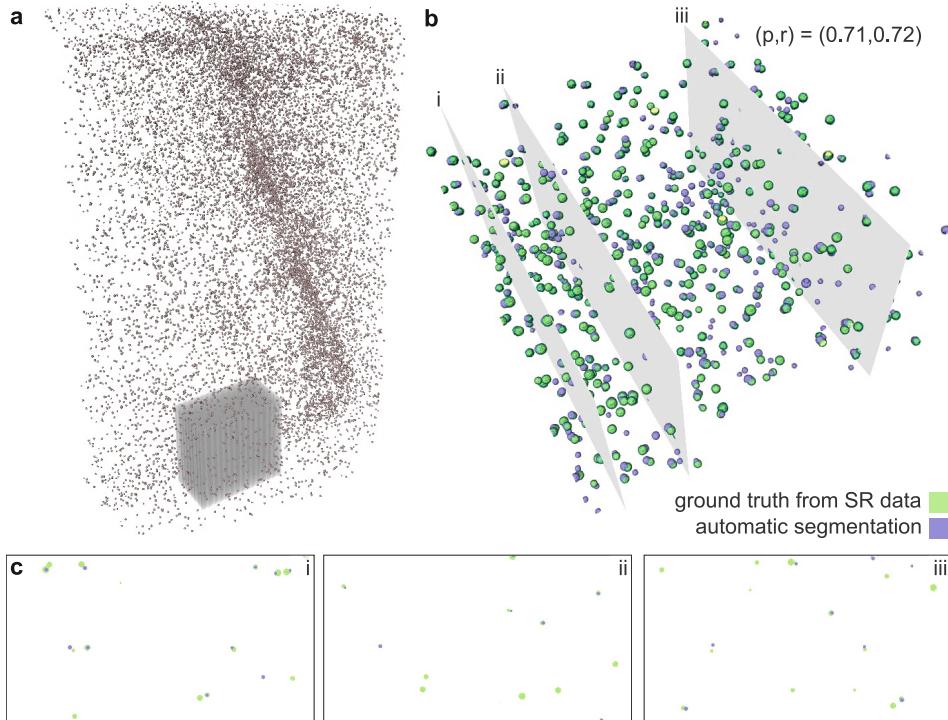 a
b
iii
(p,r) = (0.71,0.72)
ii
i
ground truth from SR data
automatic segmentation
c
i
ii
iii